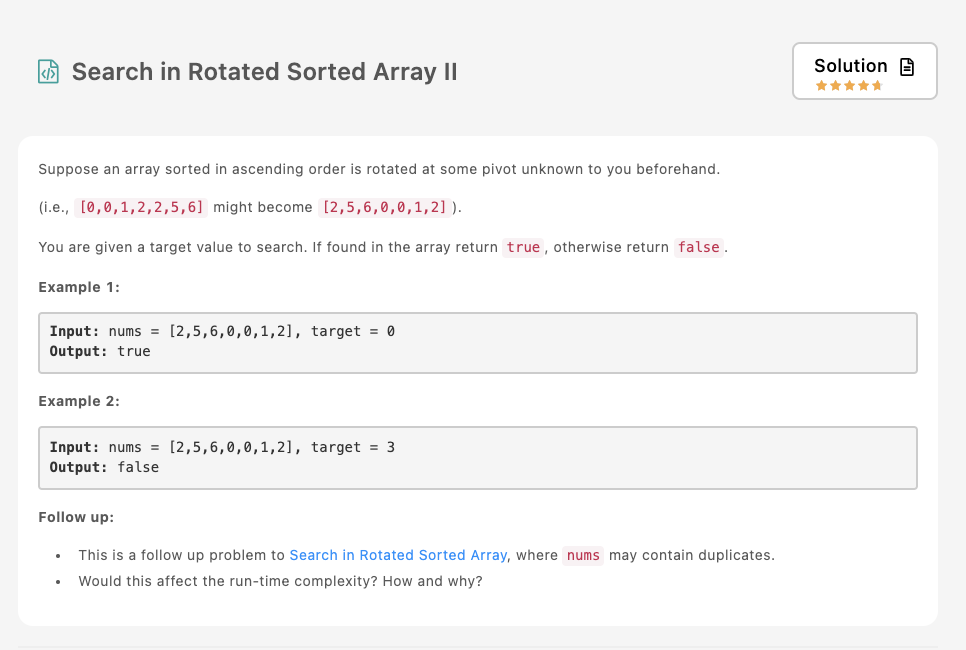 Search in Rotated Sorted Array II
Solution
Suppose an array sorted in ascending order is rotated at some pivot unknown to you beforehand.
(i.e., [0,0,1,2,2,5,6] might become [2,5,6,0,0,1,2]).
You are given a target value to search. If found in the array return true, otherwise return false.
Example 1:
Input: nums = [2,5,6,0,0,1,2], target = 0
Output: true
Example 2:
Input: nums = [2,5,6,0,0,1,2], target = 3
Output: false
Follow up:
• This is a follow up problem to Search in Rotated Sorted Array, where nums may contain duplicates.
• Would this affect the run-time complexity? How and why?